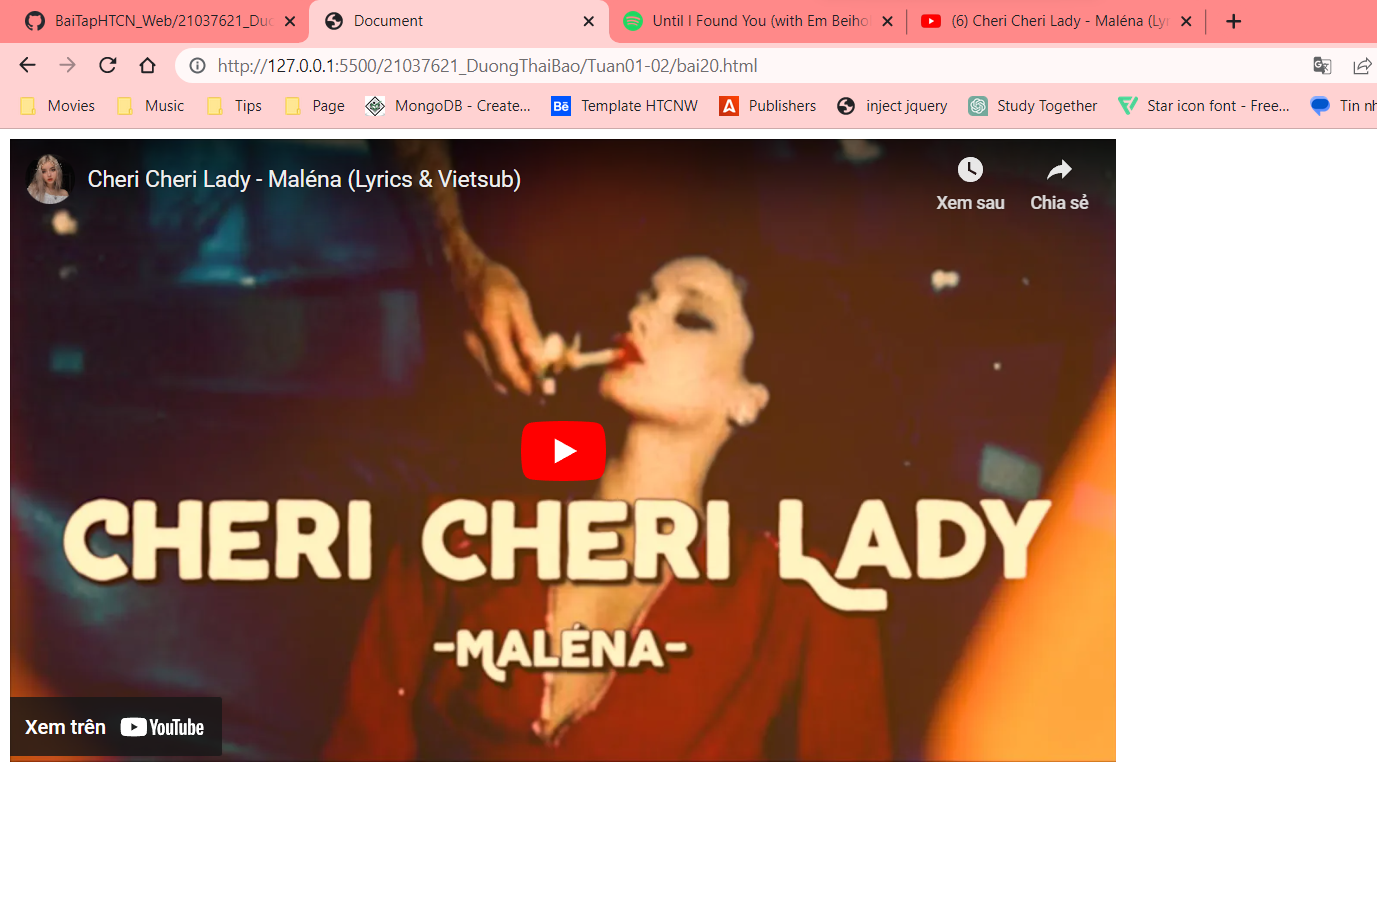 BaiTapHTCN_Web/21037621_Duo
Document
Until I Found You (with Em Beiho
(6) Cheri Cheri Lady - Maléna (Lyr
http://127.0.0.1:5500/21037621_DuongThaiBao/Tuan01-02/bai20.html
Movies
Music
Tips
Page
MongoDB - Create...
Bē Template HTCNW
Publishers
inject jquery
Study Together
Star icon font - Free...
Tin nh
Cheri Cheri Lady - Maléna (Lyrics & Vietsub)
Xem sau
Chia sẻ
CHERI CHERI LADY
-MALÉNA-
Xem trên YouTube